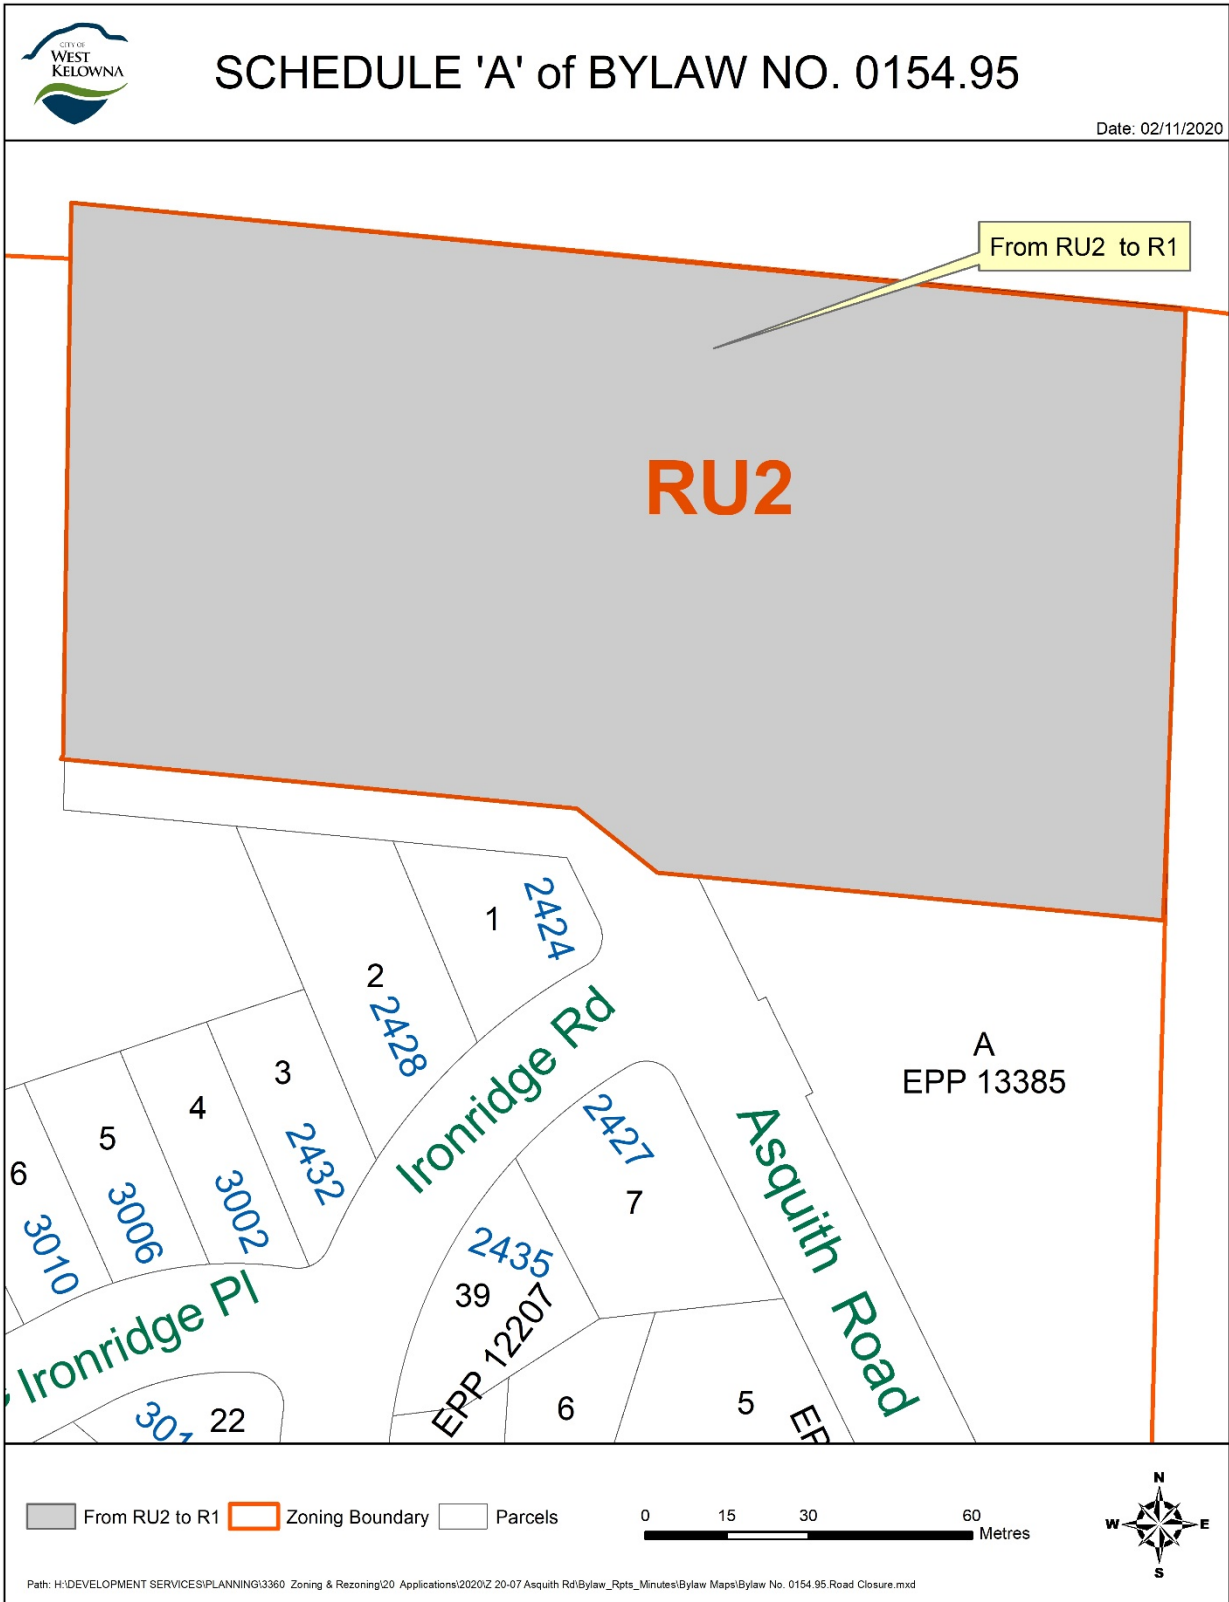 CITY OF
WEST
KELOWNA
SCHEDULE 'A' of BYLAW NO. 0154.95
Date: 02/11/2020
From RU2 to R1
RU2
1
2424
2
2428
3
2432
4
3002
5
3006
6
3010
Ironridge Rd
A
EPP 13385
2427
7
Asquith Road
2435
39
EPP 12207
Ironridge Pl
22
6
5
From RU2 to R1
Zoning Boundary
Parcels
0 15 30 60
Metres
N
W E
S
Path: H:\DEVELOPMENT SERVICES\PLANNING\3360 Zoning & Rezoning\20 Applications\2020\Z 20-07 Asquith Rd\Bylaw_Rpts_Minutes\Bylaw Maps\Bylaw No. 0154.95.Road Closure.mxd